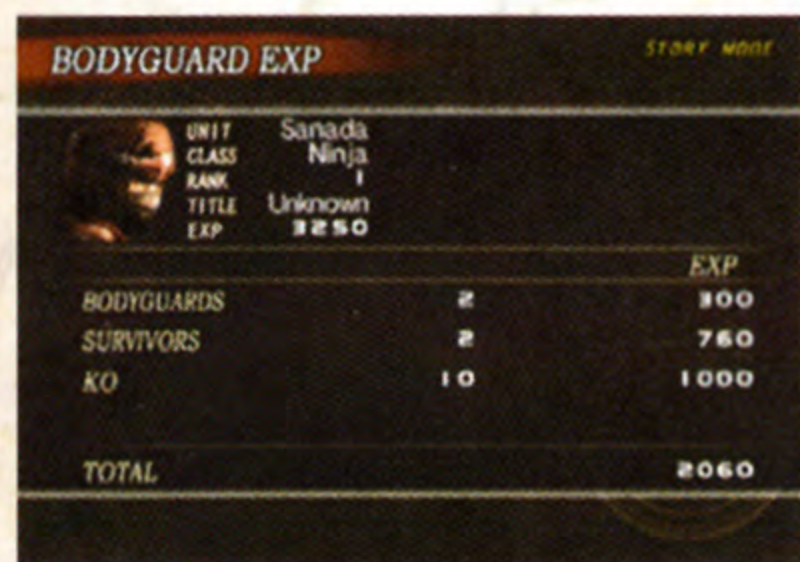 BODYGUARD EXP
STORY MODE
UNIT Sanada
CLASS Ninja
RANK 1
TITLE Unknown
EXP 3250
EXP
BODYGUARDS 2 300
SURVIVORS 2 760
KO 10 1000
TOTAL 2060